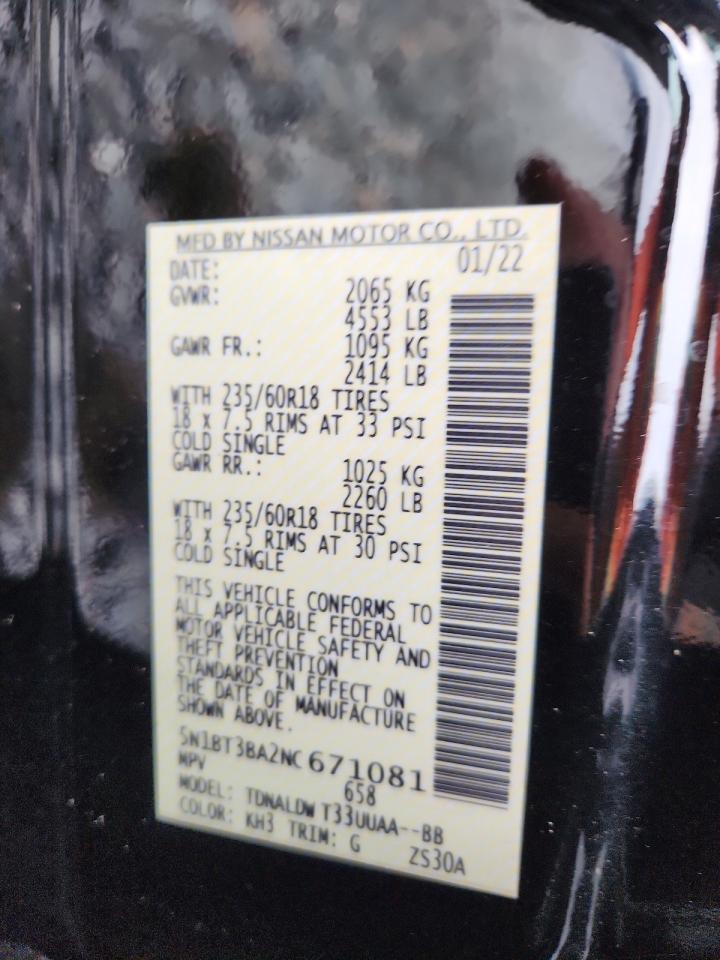 MFD BY NISSAN MOTOR CO., LTD.
DATE: 01/22
GVWR: 2065 KG
4553 LB
GAWR FR.: 1095 KG
2414 LB
WITH 235/60R18 TIRES
18 x 7.5 RIMS AT 33 PSI
COLD SINGLE
GAWR RR.: 1025 KG
2260 LB
WITH 235/60R18 TIRES
18 x 7.5 RIMS AT 30 PSI
COLD SINGLE
THIS VEHICLE CONFORMS TO
ALL APPLICABLE FEDERAL
MOTOR VEHICLE SAFETY AND
THEFT PREVENTION
STANDARDS IN EFFECT ON
THE DATE OF MANUFACTURE
SHOWN ABOVE.
5N1BT3BA2NC671081
MPV 658
MODEL: TDNALDW T33UUAA--BB
COLOR: KH3 TRIM: G ZS30A